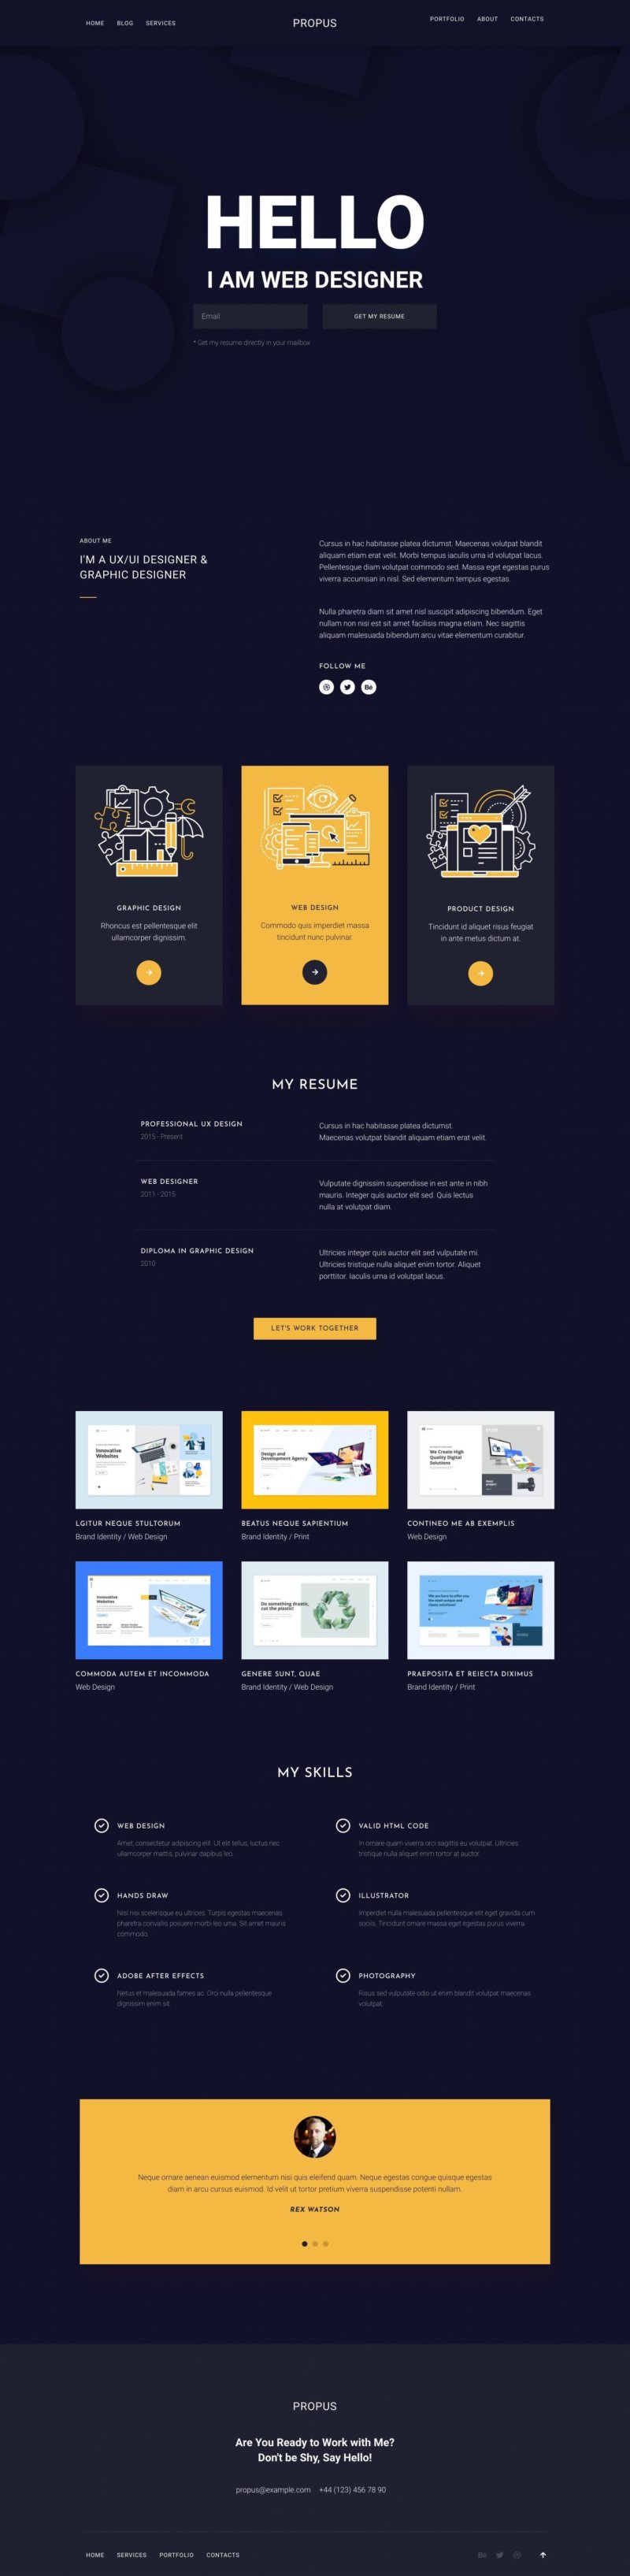 HOME BLOG SERVICES
PROPUS
PORTFOLIO ABOUT CONTACTS
HELLO
I AM WEB DESIGNER
Email
GET MY RESUME
* Get my resume directly in your mailbox
ABOUT ME
I'M A UX/UI DESIGNER &
GRAPHIC DESIGNER
Cursus in hac habitasse platea dictumst. Maecenas volutpat blandit
aliquam etiam erat velit. Morbi tempus iaculis urna id volutpat lacus.
Pellentesque diam volutpat commodo sed. Massa eget egestas purus
viverra accumsan in nisl. Sed elementum tempus egestas.
Nulla pharetra diam sit amet nisl suscipit adipiscing bibendum. Eget
nullam non nisi est sit amet facilisis magna etiam. Nec sagittis
aliquam malesuada bibendum arcu vitae elementum curabitur.
FOLLOW ME
Bē
GRAPHIC DESIGN
Rhoncus est pellentesque elit
ullamcorper dignissim.
WEB DESIGN
Commodo quis imperdiet massa
tincidunt nunc pulvinar.
PRODUCT DESIGN
Tincidunt id aliquet risus feugiat
in ante metus dictum at.
MY RESUME
PROFESSIONAL UX DESIGN
2015 - Present
Cursus in hac habitasse platea dictumst.
Maecenas volutpat blandit aliquam etiam erat velit.
WEB DESIGNER
2011 - 2015
Vulputate dignissim suspendisse in est ante in nibh
mauris. Integer quis auctor elit sed. Quis lectus
nulla at volutpat diam.
DIPLOMA IN GRAPHIC DESIGN
2010
Ultricies integer quis auctor elit sed vulputate mi.
Ultricies tristique nulla aliquet enim tortor. Aliquet
porttitor. Iaculis urna id volutpat lacus.
LET'S WORK TOGETHER
Innovative
Websites
Design and
Development Agency
We Create High
Quality Digital
Solutions
LGITUR NEQUE STULTORUM
Brand Identity / Web Design
BEATUS NEQUE SAPIENTIUM
Brand Identity / Print
CONTINEO ME AB EXEMPLIS
Web Design
Innovative
Websites
Do something drastic,
cut the plastic!
We are here to offer you
the most unique and
classy solutions!
COMMODA AUTEM ET INCOMMODA
Web Design
GENERE SUNT, QUAE
Brand Identity / Web Design
PRAEPOSITA ET REIECTA DIXIMUS
Brand Identity / Print
MY SKILLS
WEB DESIGN
Amet, consectetur adipiscing elit. Ut elit tellus, luctus nec
ullamcorper mattis, pulvinar dapibus leo.
VALID HTML CODE
In ornare quam viverra orci sagittis eu volutpat. Ultricies
tristique nulla aliquet enim tortor at auctor
HANDS DRAW
Nisl nisi scelerisque eu ultrices. Turpis egestas maecenas
pharetra convallis posuere morbi leo urna. Sit amet mauris
commodo.
ILLUSTRATOR
Imperdiet nulla malesuada pellentesque elit eget gravida cum
sociis. Tincidunt ornare massa eget egestas purus viverra.
ADOBE AFTER EFFECTS
Netus et malesuada fames ac. Orci nulla pellentesque
dignissim enim sit.
PHOTOGRAPHY
Risus sed vulputate odio ut enim blandit volutpat maecenas
volutpat.
Neque ornare aenean euismod elementum nisi quis eleifend quam. Neque egestas congue quisque egestas
diam in arcu cursus euismod. Id velit ut tortor pretium viverra suspendisse potenti nullam.
REX WATSON
PROPUS
Are You Ready to Work with Me?
Don't be Shy, Say Hello!
propus@example.com +44 (123) 456 78 90
HOME SERVICES PORTFOLIO CONTACTS
Bē